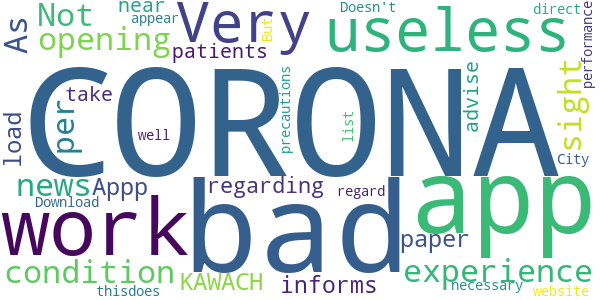 near
Doesn't
direct
As
Not
appear
Very
But
useless
performance
opening
patients
CORONA
load
per
take
well
precautions
list
advise
sight
City
news
Appp
regarding
regard
app
Download
work
bad
paper
condition
KAWACH
informs
experience
necessary
thisdoes
website